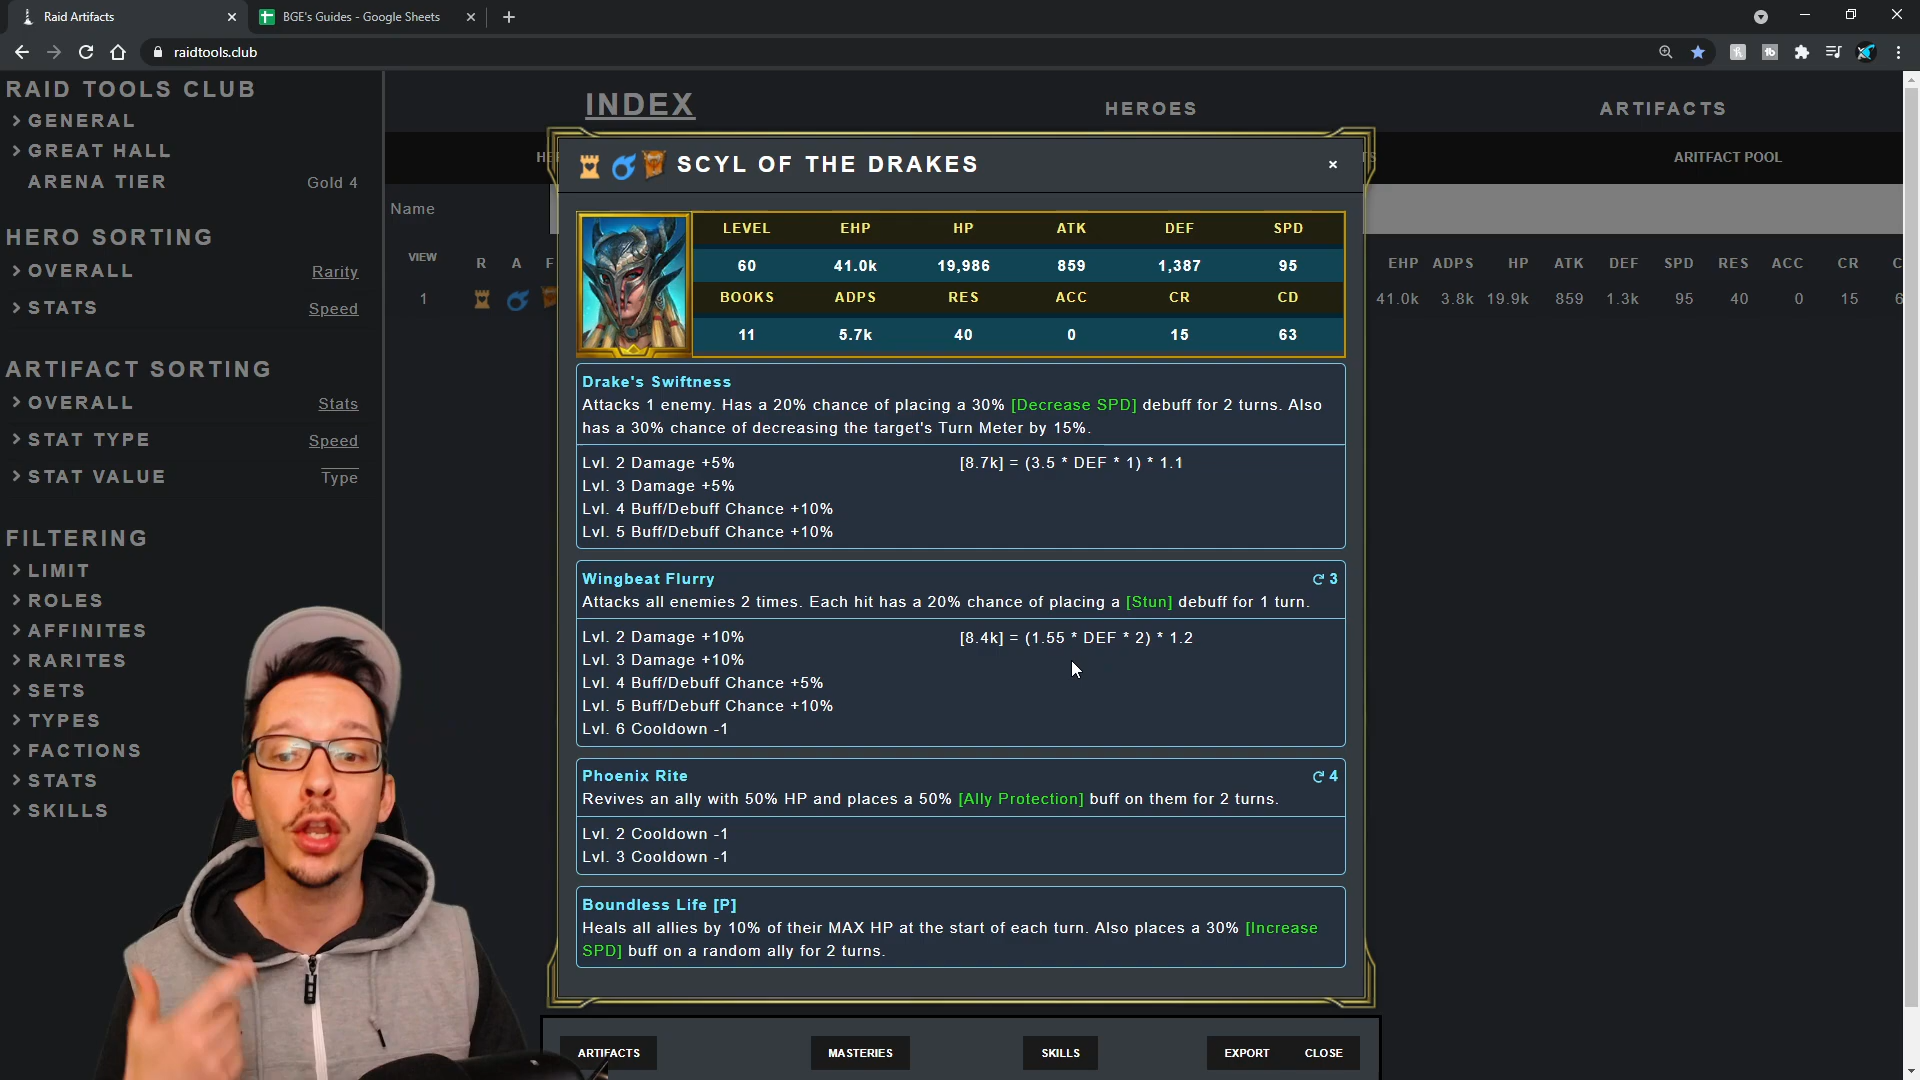 Raid Artifacts
BGE's Guides - Google Sheets
raidtools.club
RAID TOOLS CLUB
GENERAL
GREAT HALL
ARENA TIER Gold 4
HERO SORTING
OVERALL Rarity
STATS Speed
ARTIFACT SORTING
OVERALL Stats
STAT TYPE Speed
STAT VALUE Type
FILTERING
LIMIT
ROLES
AFFINITES
RARITES
SETS
TYPES
FACTIONS
STATS
SKILLS
INDEX HEROES ARTIFACTS
ARITFACT POOL
Name
VIEW R A F EHP ADPS HP ATK DEF SPD RES ACC CR
1 41.0k 3.8k 19.9k 859 1.3k 95 40 0 15
SCYL OF THE DRAKES
LEVEL EHP HP ATK DEF SPD
60 41.0k 19,986 859 1,387 95
BOOKS ADPS RES ACC CR CD
11 5.7k 40 0 15 63
Drake's Swiftness
Attacks 1 enemy. Has a 20% chance of placing a 30% [Decrease SPD] debuff for 2 turns. Also
has a 30% chance of decreasing the target's Turn Meter by 15%.
Lvl. 2 Damage +5% [8.7k] = (3.5 * DEF * 1) * 1.1
Lvl. 3 Damage +5%
Lvl. 4 Buff/Debuff Chance +10%
Lvl. 5 Buff/Debuff Chance +10%
Wingbeat Flurry 3
Attacks all enemies 2 times. Each hit has a 20% chance of placing a [Stun] debuff for 1 turn.
Lvl. 2 Damage +10% [8.4k] = (1.55 * DEF * 2) * 1.2
Lvl. 3 Damage +10%
Lvl. 4 Buff/Debuff Chance +5%
Lvl. 5 Buff/Debuff Chance +10%
Lvl. 6 Cooldown -1
Phoenix Rite 4
Revives an ally with 50% HP and places a 50% [Ally Protection] buff on them for 2 turns.
Lvl. 2 Cooldown -1
Lvl. 3 Cooldown -1
Boundless Life [P]
Heals all allies by 10% of their MAX HP at the start of each turn. Also places a 30% [Increase
SPD] buff on a random ally for 2 turns.
ARTIFACTS MASTERIES SKILLS EXPORT CLOSE